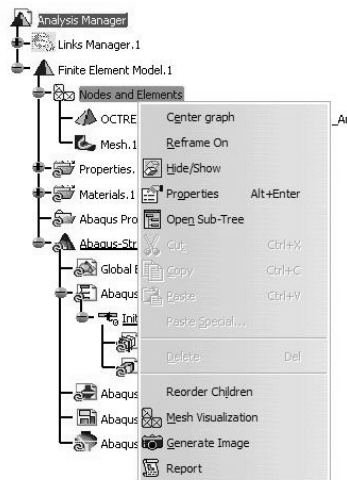 Analysis Manager
Links Manager.1
Finite Element Model.1
Nodes and Elements
OCTRE
Center graph
_Ar
Mesh.1
Reframe On
Properties.
Hide/Show
Materials.1
Properties Alt+Enter
Abaqus Pro
Open Sub-Tree
Abaqus-Str
Cut Ctrl+X
Global E
Copy Ctrl+C
Abaqus
Paste Ctrl+V
Init
Paste Special...
Delete Del
Abaqus
Reorder Children
Abaqus
Mesh Visualization
Abaqus
Generate Image
Report